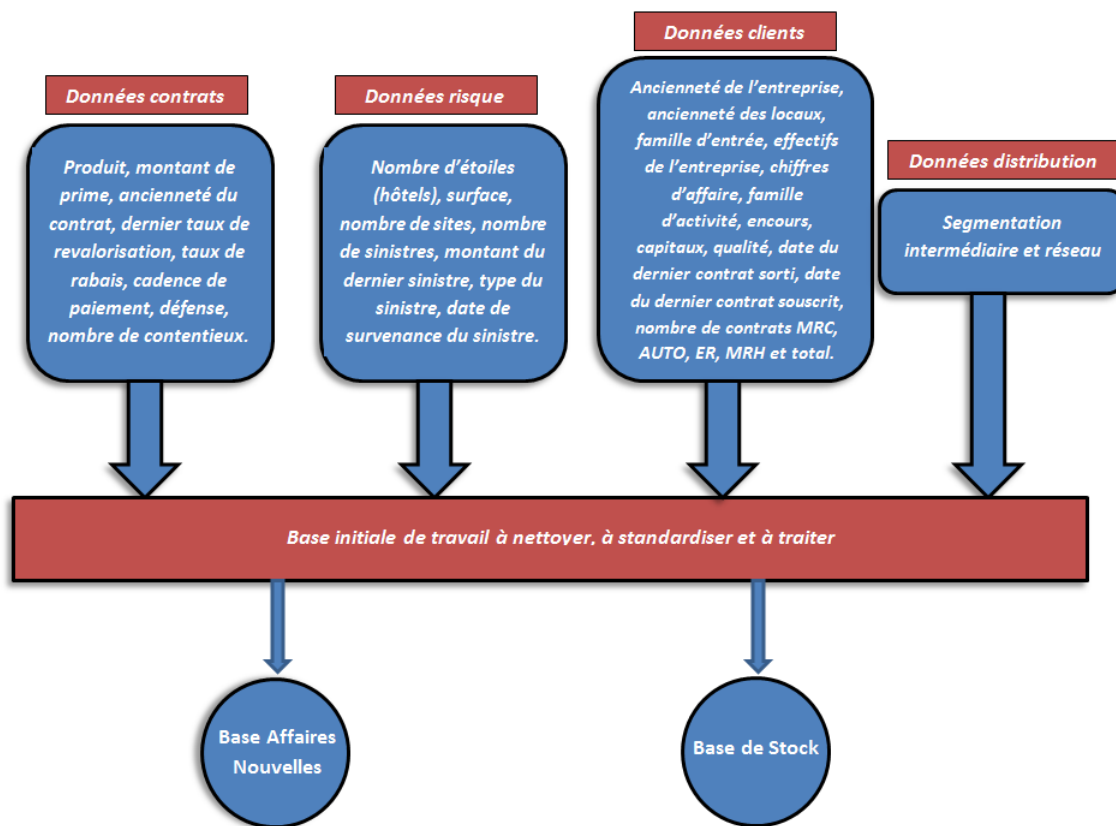 Données contrats
Produit, montant de
prime, ancienneté du
contrat, dernier taux de
revalorisation, taux de
rabais, cadence de
paiement, défense,
nombre de contentieux.
Données risque
Nombre d'étoiles
(hôtels), surface,
nombre de sites, nombre
de sinistres, montant du
dernier sinistre, type du
sinistre, date de
survenance du sinistre.
Données clients
Ancienneté de l'entreprise,
ancienneté des locaux,
famille d'entrée, effectifs
de l'entreprise, chiffres
d'affaire, famille
d'activité, encours,
capitaux, qualité, date du
dernier contrat sorti, date
du dernier contrat souscrit,
nombre de contrats MRC,
AUTO, ER, MRH et total.
Données distribution
Segmentation
intermédiaire et réseau
Base initiale de travail à nettoyer, à standardiser et à traiter
Base Affaires
Nouvelles
Base de Stock